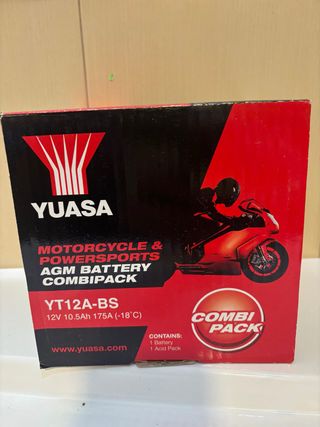 YUASA
MOTORCYCLE &
POWERSPORTS
AGM BATTERY
COMBIPACK
YT12A-BS
12V 10.5Ah 175A (-18˚C)
COMBI
PACK
CONTAINS:
1 Battery
1 Acid Pack
www.yuasa.com